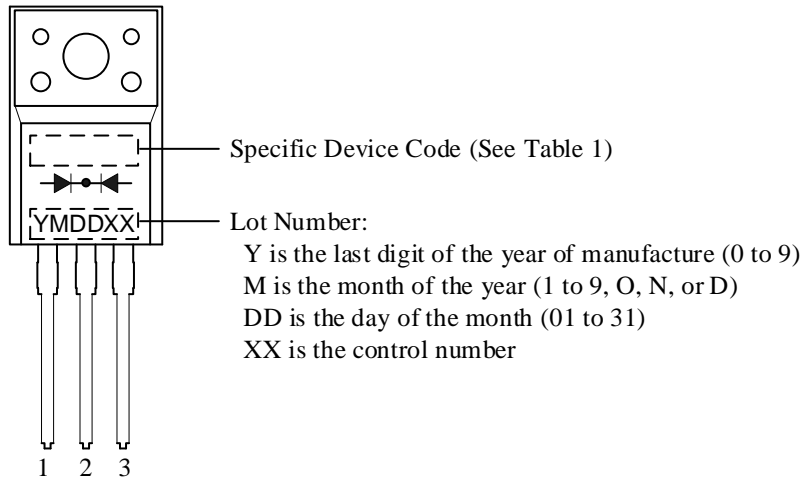 Specific Device Code (See Table 1)
YMDDXX
Lot Number:
Y is the last digit of the year of manufacture (0 to 9)
M is the month of the year (1 to 9, O, N, or D)
DD is the day of the month (01 to 31)
XX is the control number
1 2 3